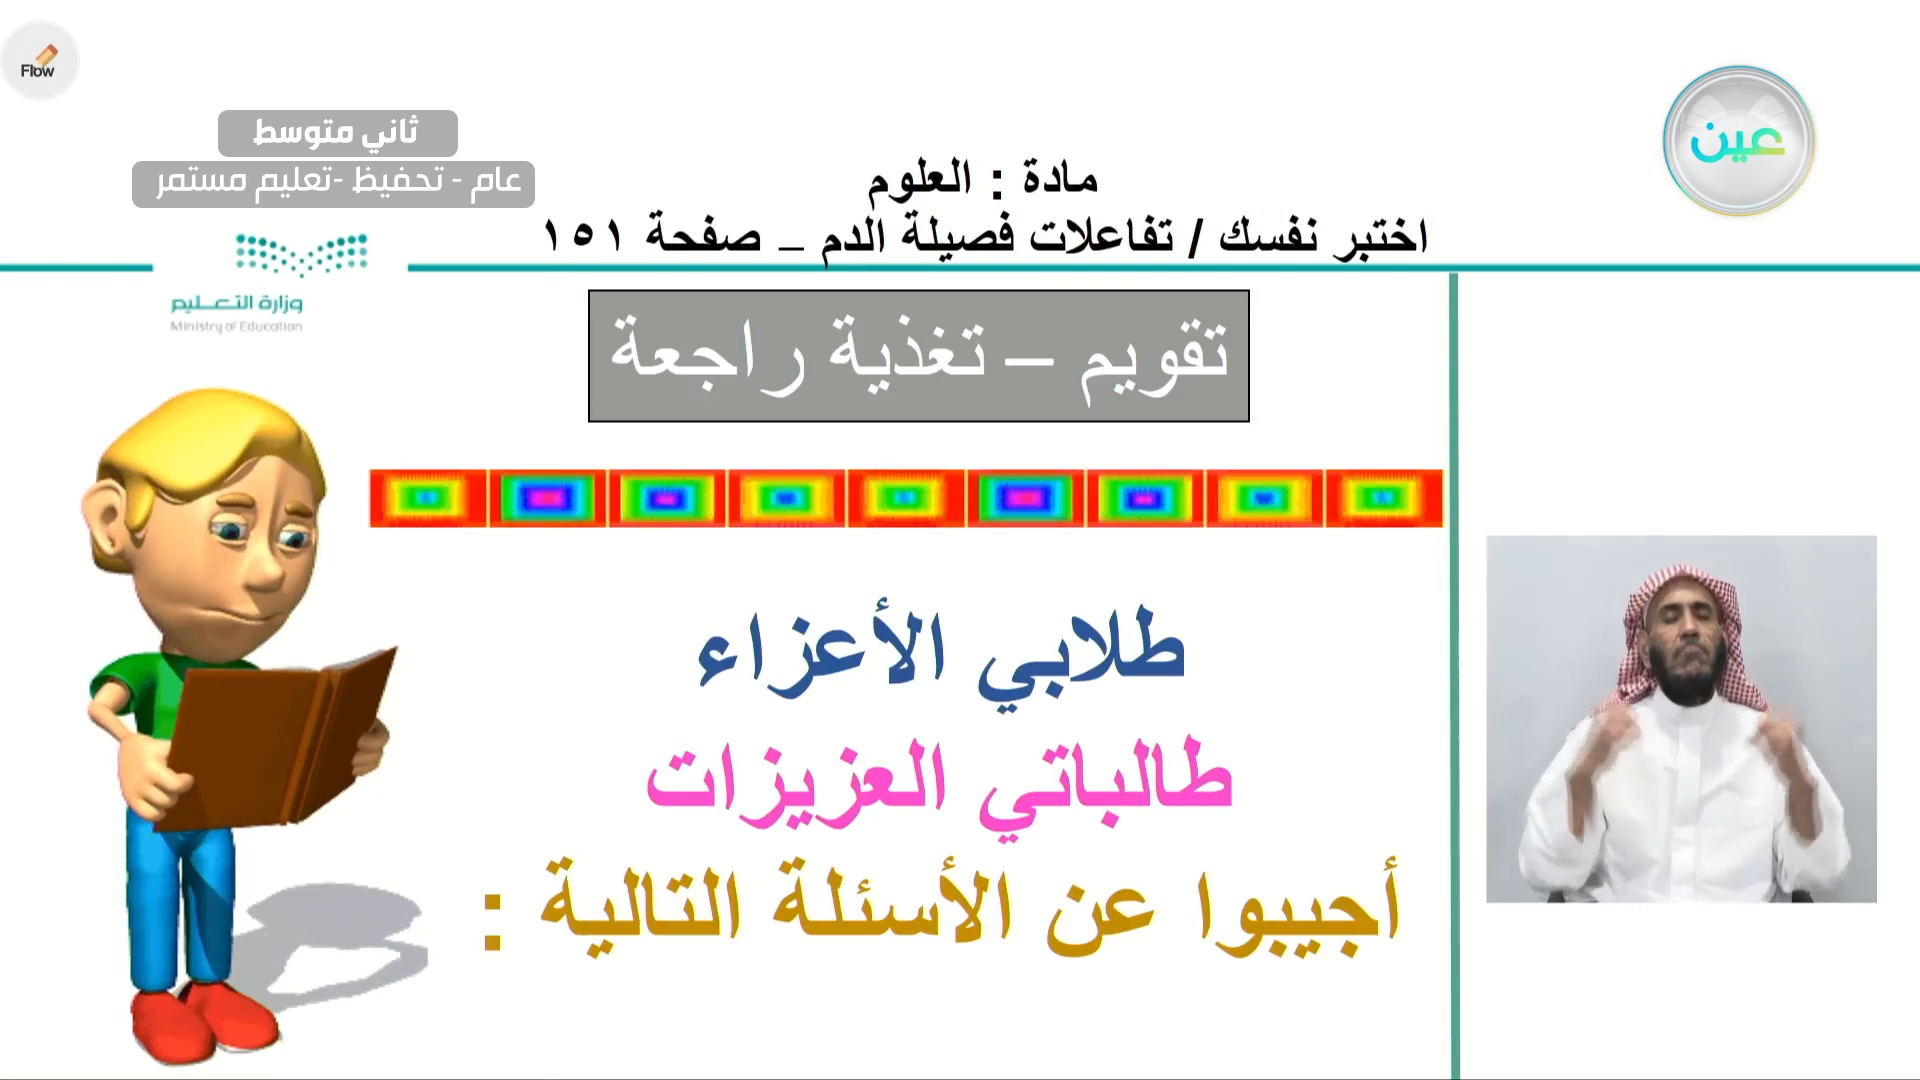 Flow
ثاني متوسط
عام - تحفيظ -تعليم مستمر
عين
مادة : العلوم
اختبر نفسك / تفاعلات فصيلة الدم – صفحة ١٥١
وزارة التعليم
Ministry of Education
تقويم – تغذية راجعة
طلابي الأعزاء
طالباتي العزيزات
أجيبوا عن الأسئلة التالية :